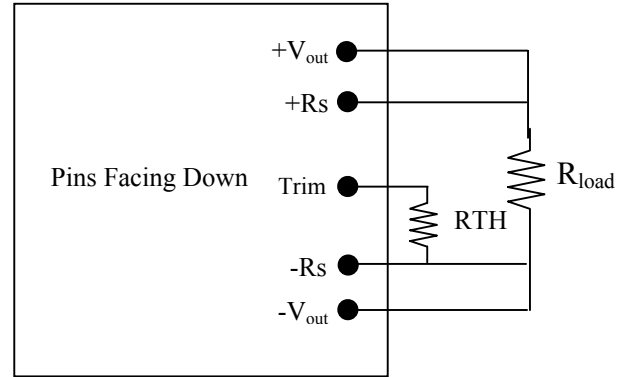 +Vout
+Rs
Pins Facing Down
Trim
Rload
RTH
-Rs
-Vout